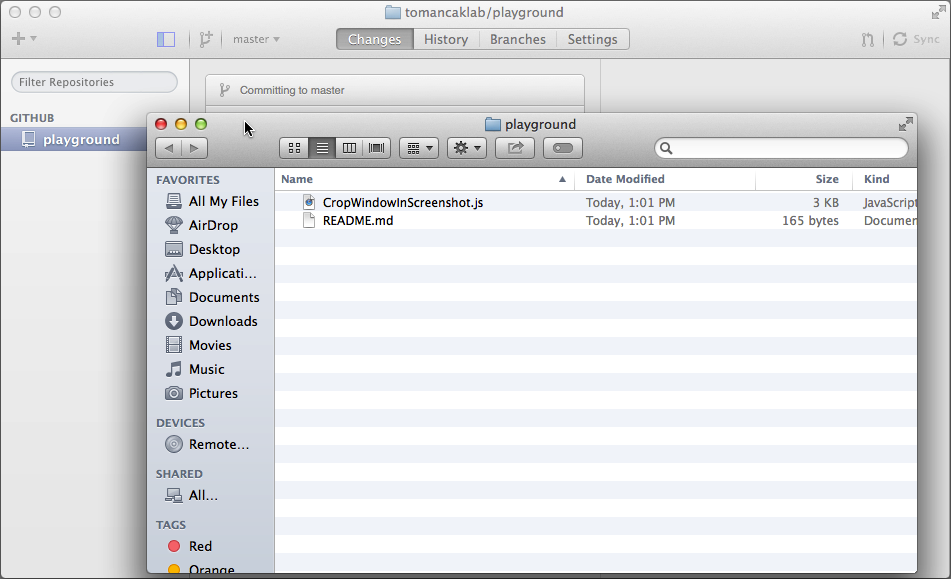 tomancaklab/playground
master
Changes
History
Branches
Settings
Sync
Filter Repositories
Committing to master
GITHUB
playground
playground
FAVORITES
All My Files
AirDrop
Desktop
Applicati...
Documents
Downloads
Movies
Music
Pictures
DEVICES
Remote...
SHARED
All...
TAGS
Red
Orange
Name Date Modified Size Kind
CropWindowInScreenshot.js Today, 1:01 PM 3 KB JavaScript
README.md Today, 1:01 PM 165 bytes Documen